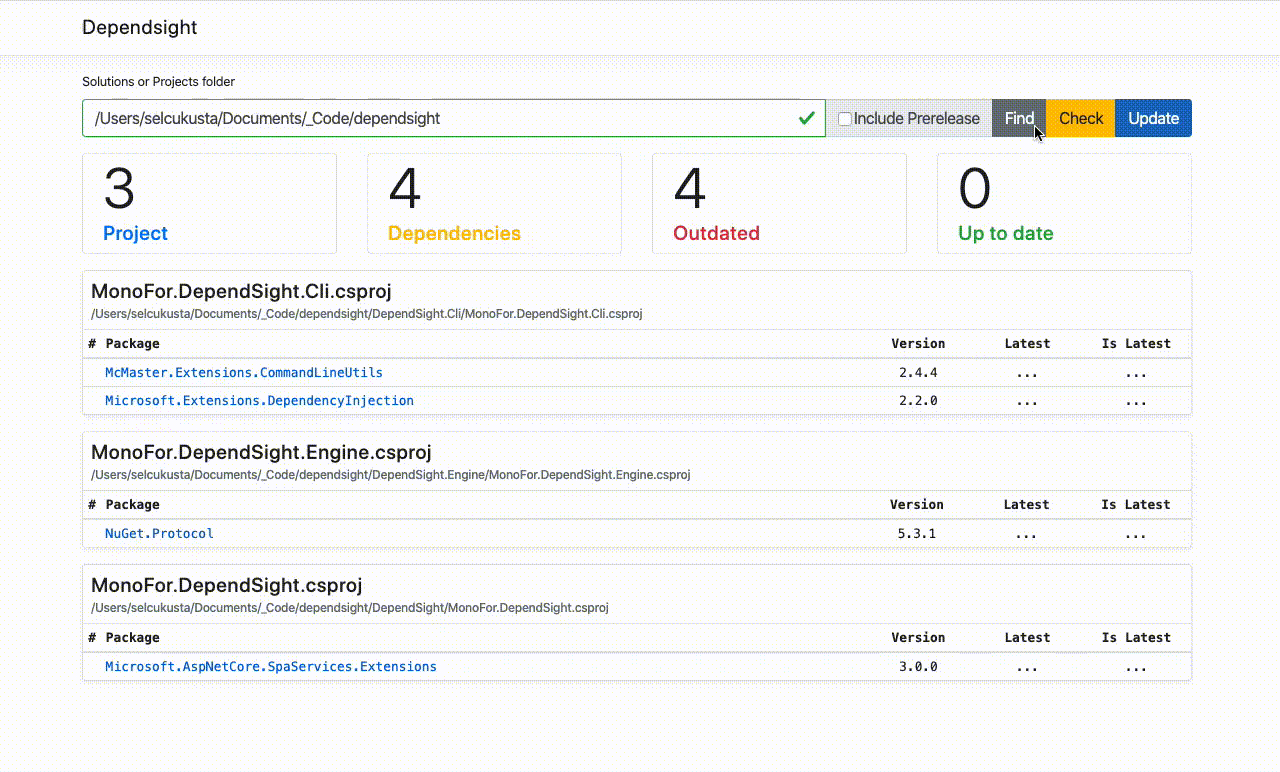 Dependsight
Solutions or Projects folder
/Users/selcukusta/Documents/_Code/dependsight Include Prerelease Find Check Update
3 4 4 0
Project Dependencies Outdated Up to date
MonoFor.DependSight.Cli.csproj
/Users/selcukusta/Documents/_Code/dependsight/DependSight.Cli/MonoFor.DependSight.Cli.csproj
# Package Version Latest Is Latest
McMaster.Extensions.CommandLineUtils 2.4.4 ... ...
Microsoft.Extensions.DependencyInjection 2.2.0 ... ...
MonoFor.DependSight.Engine.csproj
/Users/selcukusta/Documents/_Code/dependsight/DependSight.Engine/MonoFor.DependSight.Engine.csproj
# Package Version Latest Is Latest
NuGet.Protocol 5.3.1 ... ...
MonoFor.DependSight.csproj
/Users/selcukusta/Documents/_Code/dependsight/DependSight/MonoFor.DependSight.csproj
# Package Version Latest Is Latest
Microsoft.AspNetCore.SpaServices.Extensions 3.0.0 ... ...